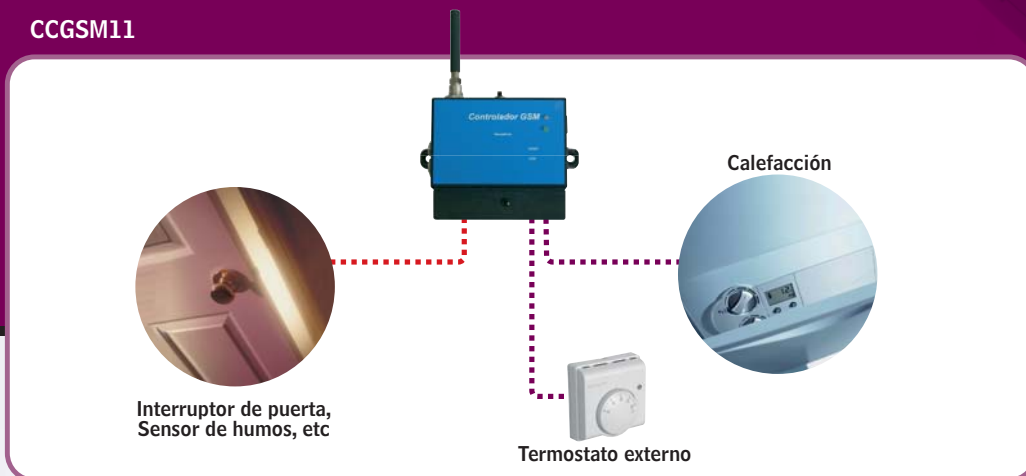 CCGSM11
Controlador GSM
Calefacción
Interruptor de puerta,
Sensor de humos, etc
Termostato externo